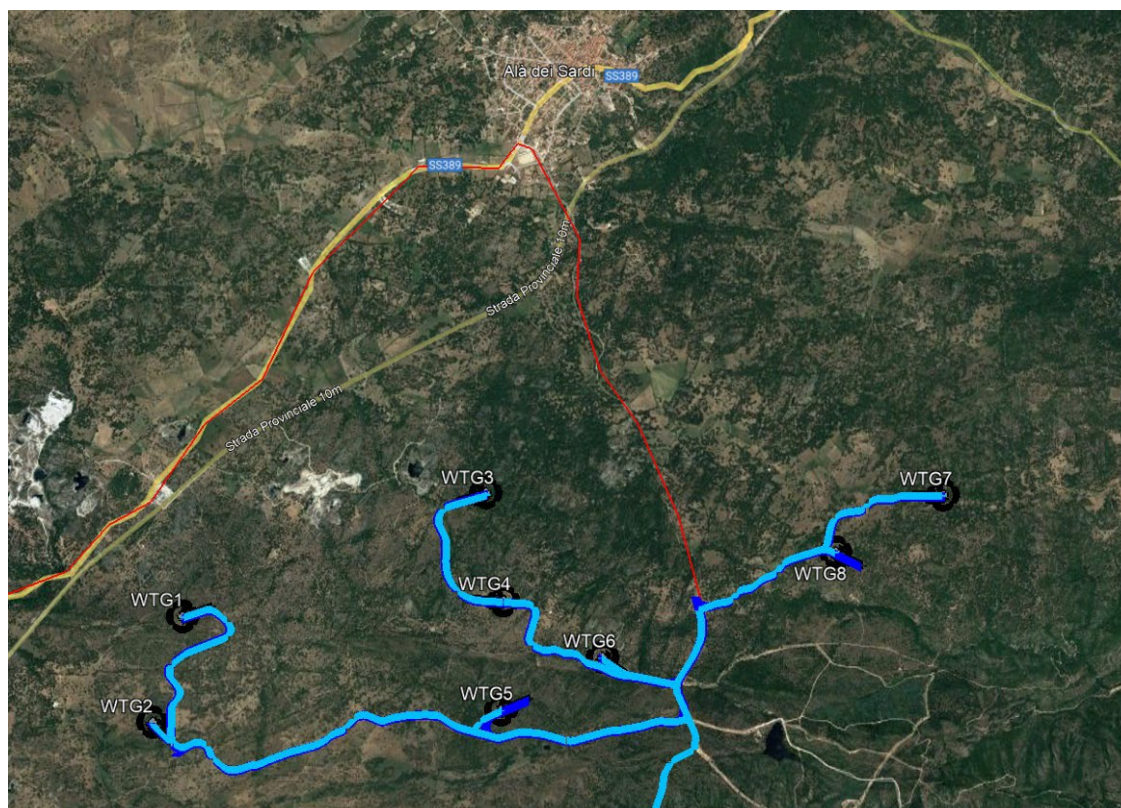 Alà dei Sardi
SS389
SS389
Strada Provinciale 10m
Strada Provinciale 10m
WTG3
WTG7
WTG4
WTG8
WTG1
WTG6
WTG5
WTG2